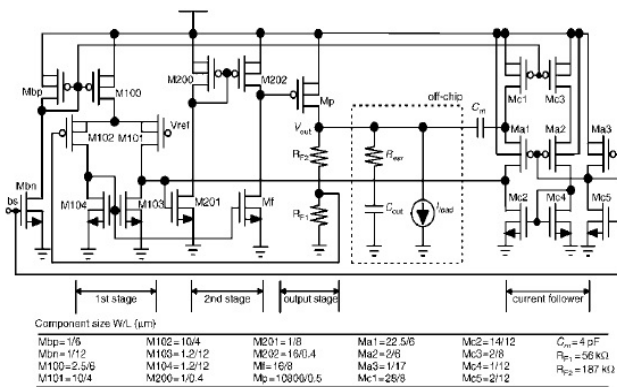 Mbp
M100
M200
M202
Mp
off-chip
Cm
Mc1
Mc3
M102
M101
Vref
Vout
Ma1
Ma2
Ma3
RF2
Resr
bs
Mbn
M104
M103
M201
Mf
RF1
Cout
Iload
Mc2
Mc4
Mc5
1st stage
2nd stage
output stage
current follower
Component size W/L {μm}
Mbp=1/6 M102=10/4 M201=1/8 Ma1=22.5/6 Mc2=14/12 Cm=4 pF
Mbn=1/12 M103=1.2/12 M202=16/0.4 Ma2=2/6 Mc3=2/8 RF1=56 kΩ
M100=2.5/6 M104=1.2/12 Mf=16/8 Ma3=1/17 Mc4=1/12 RF2=187 kΩ
M101=10/4 M200=1/0.4 Mp=10800/0.5 Mc1=28/8 Mc5=2/12